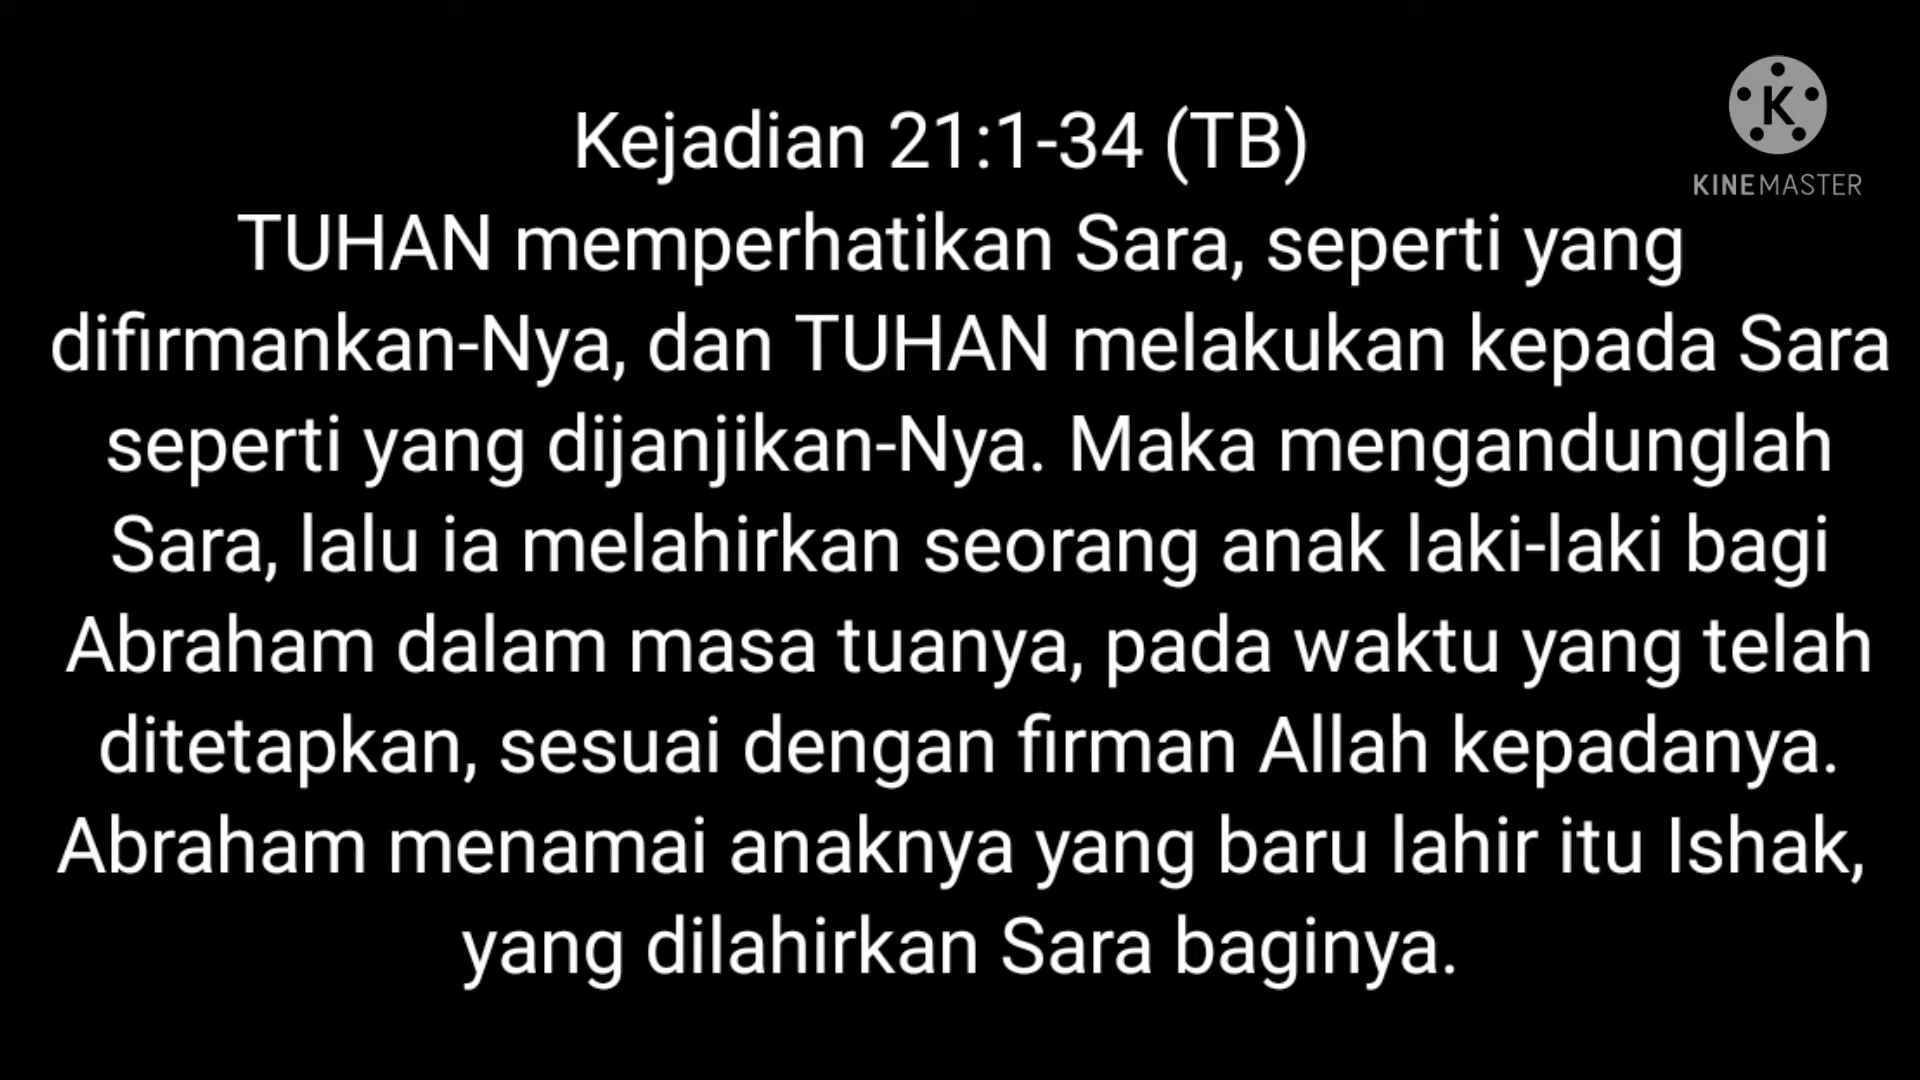 Kejadian 21:1-34 (TB)
TUHAN memperhatikan Sara, seperti yang
difirmankan-Nya, dan TUHAN melakukan kepada Sara
seperti yang dijanjikan-Nya. Maka mengandunglah
Sara, lalu ia melahirkan seorang anak laki-laki bagi
Abraham dalam masa tuanya, pada waktu yang telah
ditetapkan, sesuai dengan firman Allah kepadanya.
Abraham menamai anaknya yang baru lahir itu Ishak,
yang dilahirkan Sara baginya.
K
KINEMASTER